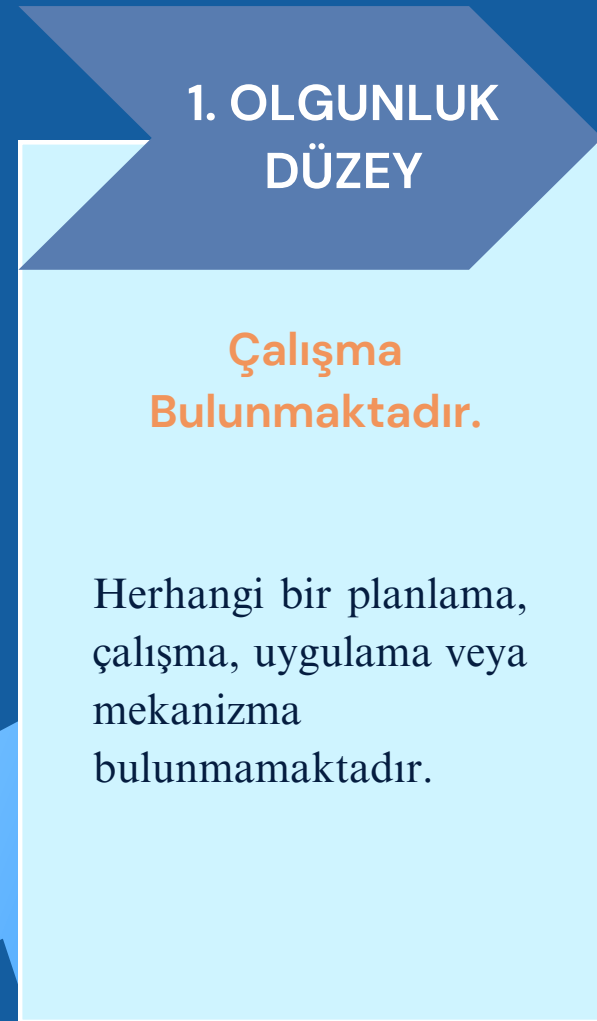 1. OLGUNLUK
DÜZEY
Çalışma
Bulunmaktadır.
Herhangi bir planlama,
çalışma, uygulama veya
mekanizma
bulunmamaktadır.